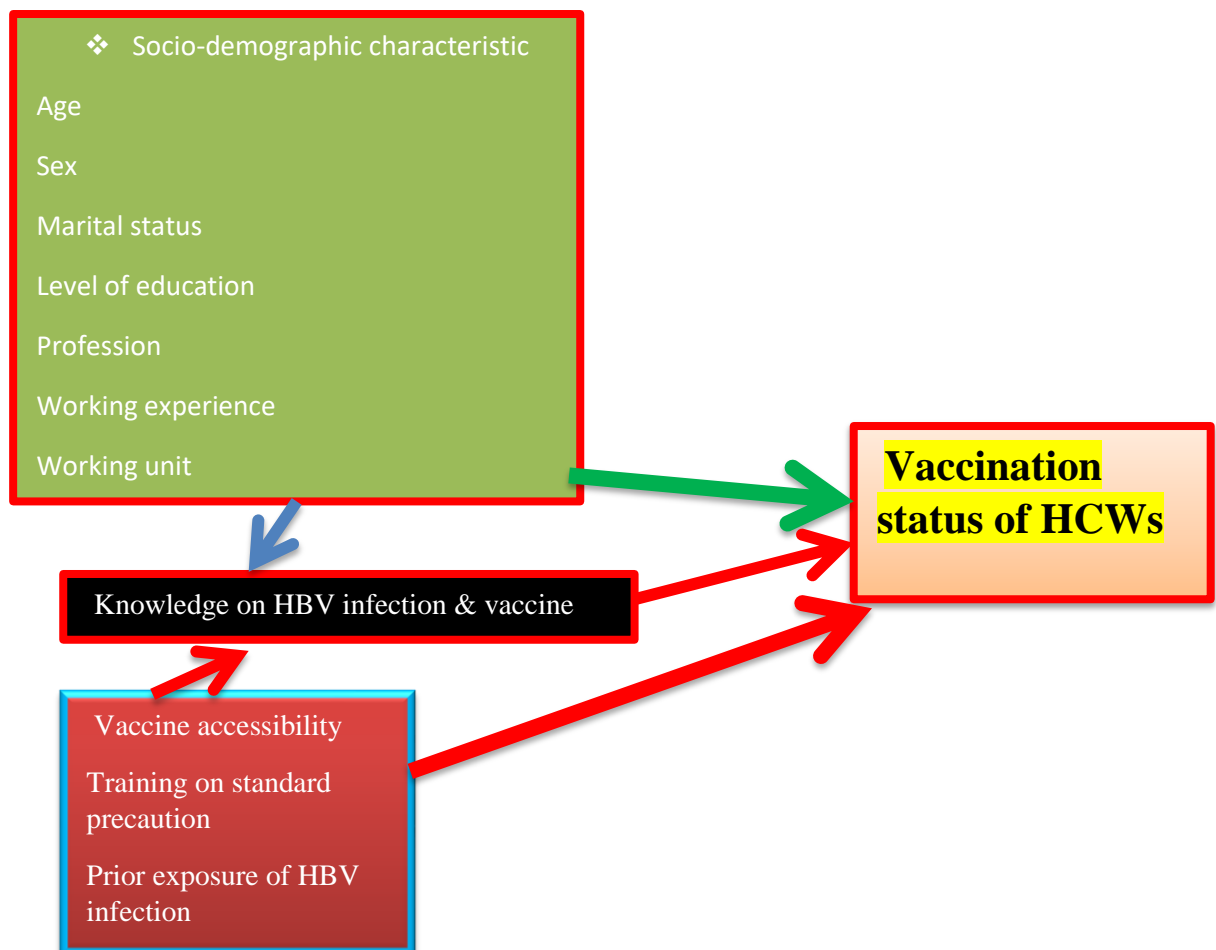 ❖ Socio-demographic characteristic
Age
Sex
Marital status
Level of education
Profession
Working experience
Working unit
Vaccination
status of HCWs
Knowledge on HBV infection & vaccine
Vaccine accessibility
Training on standard
precaution
Prior exposure of HBV
infection